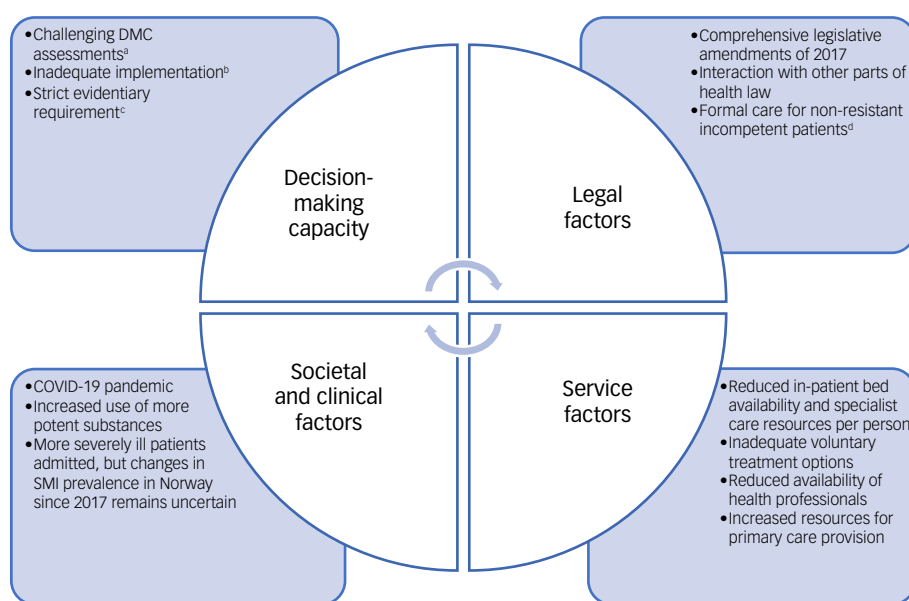 •Challenging DMC
assessmentsᵃ
•Inadequate implementationᵇ
•Strict evidentiary
requirementᶜ
•Comprehensive legislative
amendments of 2017
•Interaction with other parts of
health law
•Formal care for non-resistant
incompetent patientsᵈ
Decision-
making
capacity
Legal
factors
Societal
and clinical
factors
Service
factors
•COVID-19 pandemic
•Increased use of more
potent substances
•More severely ill patients
admitted, but changes in
SMI prevalence in Norway
since 2017 remains uncertain
•Reduced in-patient bed
availability and specialist
care resources per person
•Inadequate voluntary
treatment options
•Reduced availability of
health professionals
•Increased resources for
primary care provision